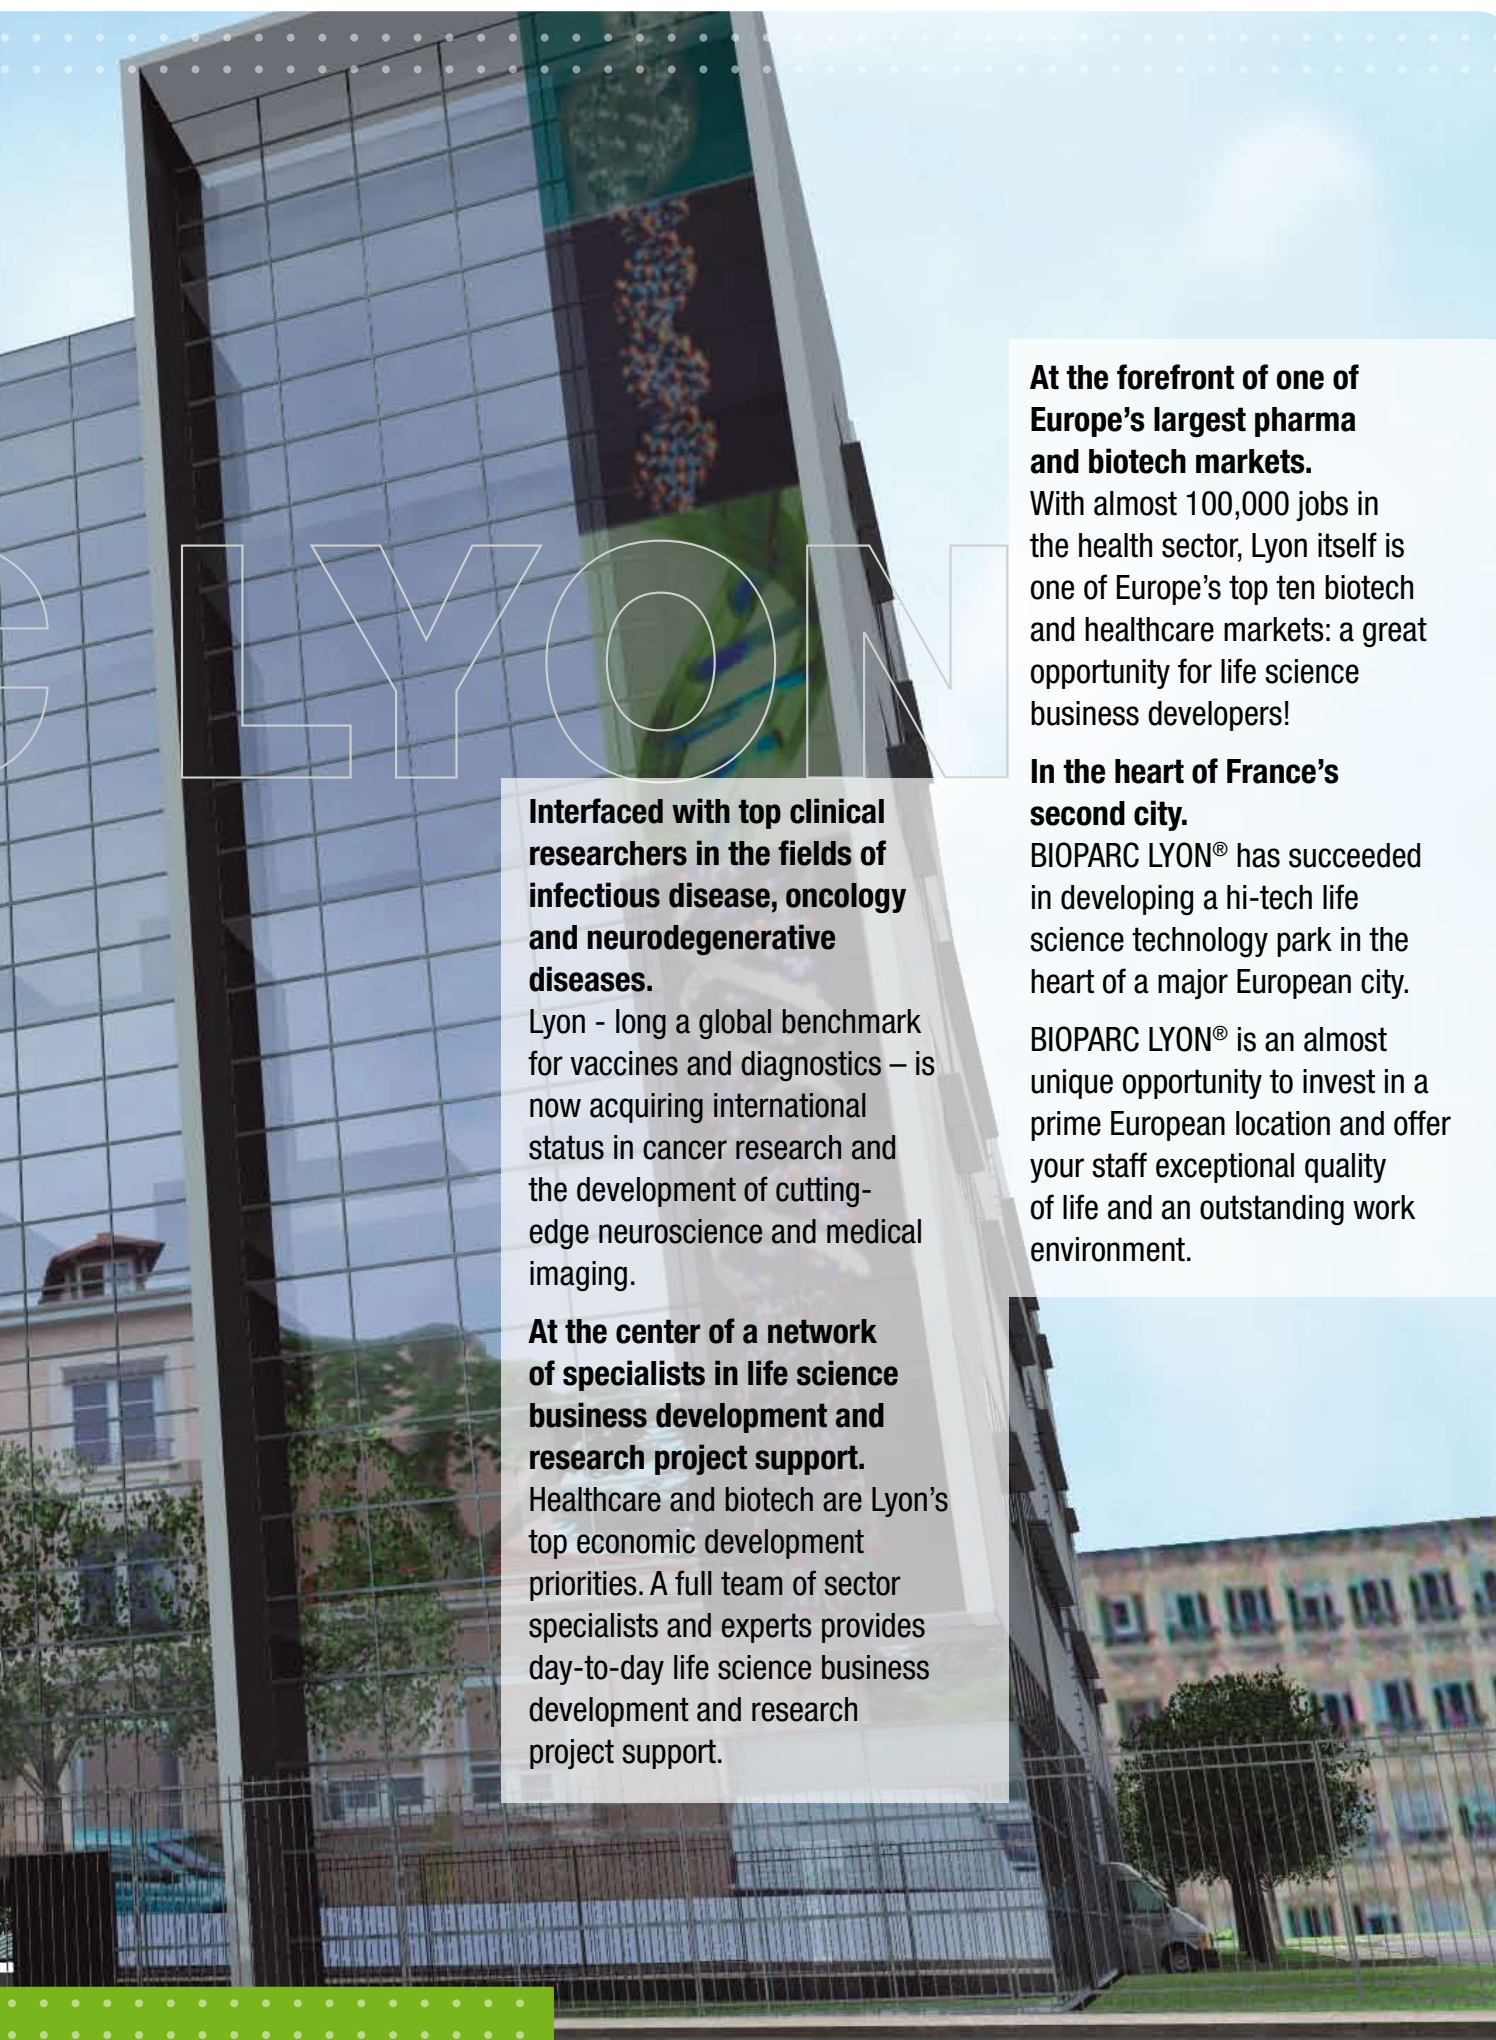 C LYON
Interfaced with top clinical
researchers in the fields of
infectious disease, oncology
and neurodegenerative
diseases.
Lyon - long a global benchmark
for vaccines and diagnostics – is
now acquiring international
status in cancer research and
the development of cutting-
edge neuroscience and medical
imaging.
At the center of a network
of specialists in life science
business development and
research project support.
Healthcare and biotech are Lyon’s
top economic development
priorities. A full team of sector
specialists and experts provides
day-to-day life science business
development and research
project support.
At the forefront of one of
Europe’s largest pharma
and biotech markets.
With almost 100,000 jobs in
the health sector, Lyon itself is
one of Europe’s top ten biotech
and healthcare markets: a great
opportunity for life science
business developers!
In the heart of France’s
second city.
BIOPARC LYON® has succeeded
in developing a hi-tech life
science technology park in the
heart of a major European city.
BIOPARC LYON® is an almost
unique opportunity to invest in a
prime European location and offer
your staff exceptional quality
of life and an outstanding work
environment.